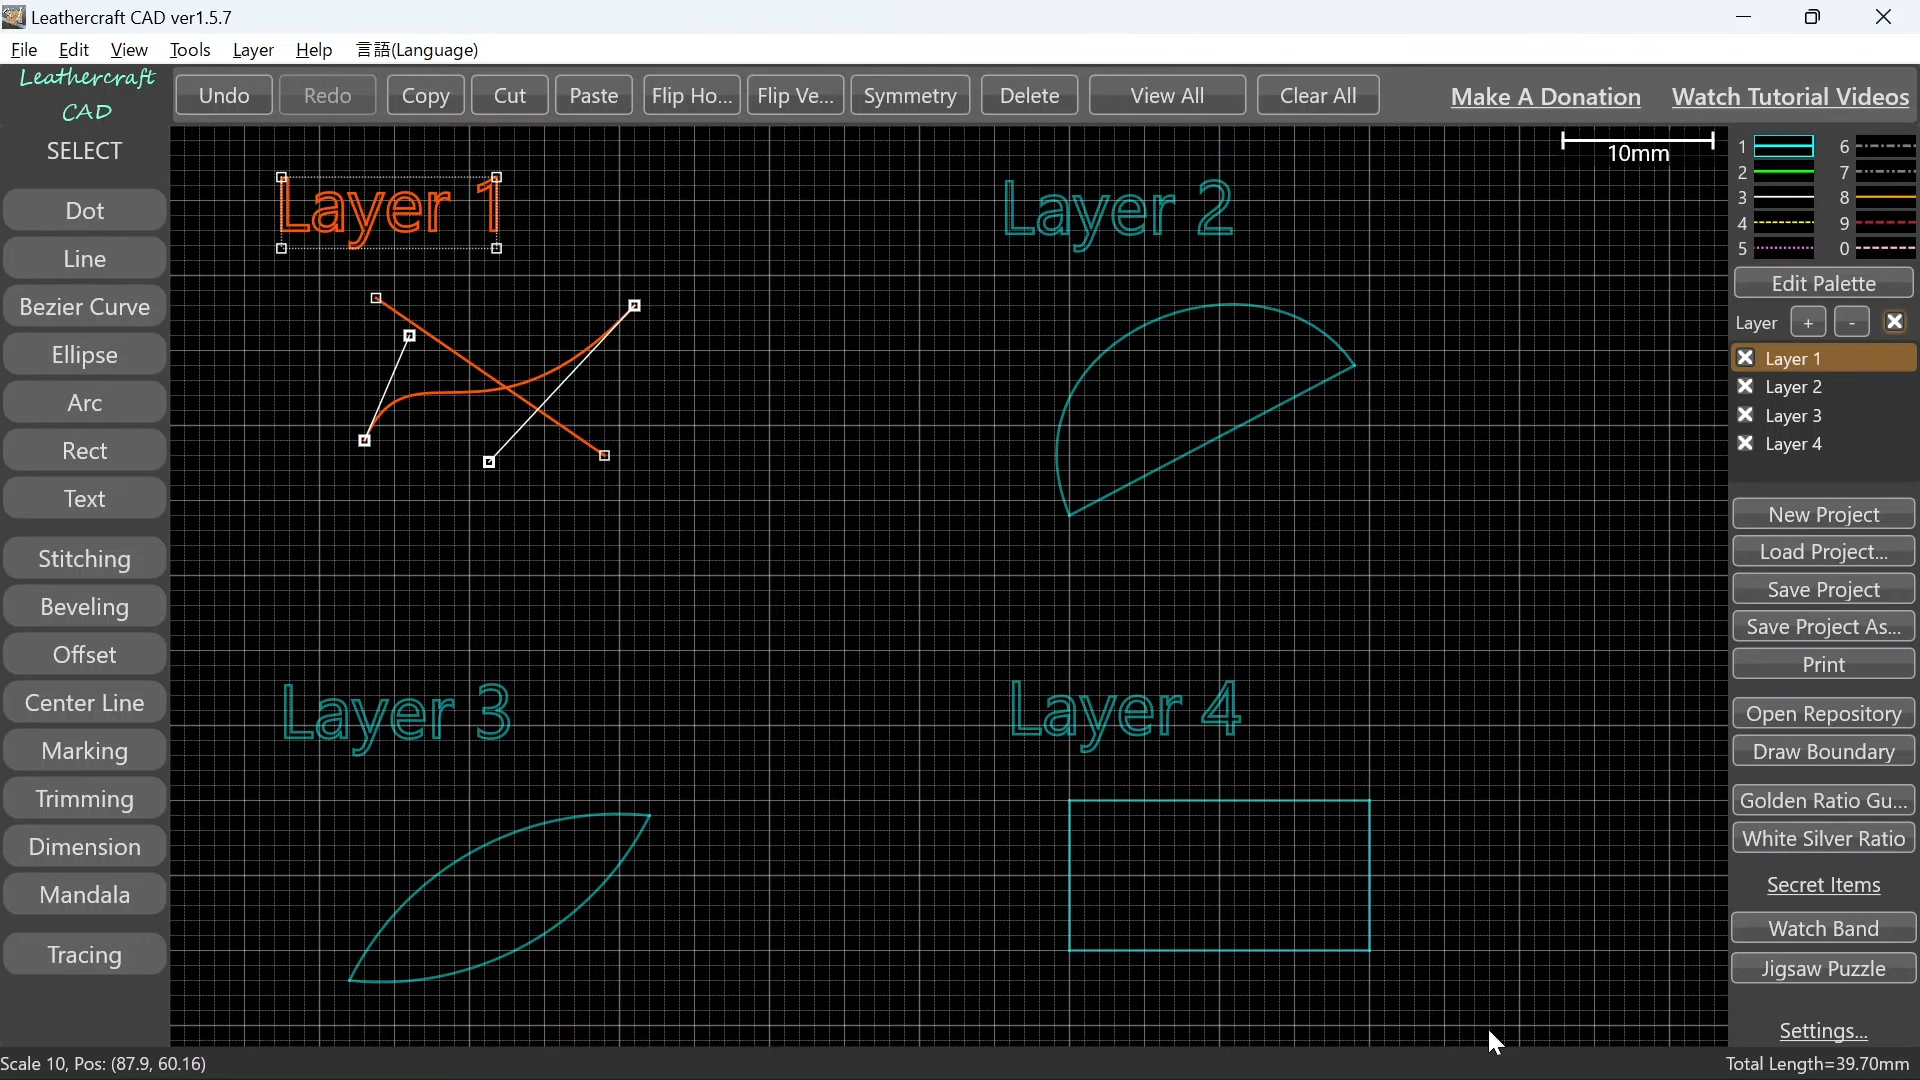 Leathercraft CAD ver1.5.7
File Edit View Tools Layer Help 言語(Language)
Leathercraft
CAD
Undo Redo Copy Cut Paste Flip Ho... Flip Ve... Symmetry Delete View All Clear All Make A Donation Watch Tutorial Videos
SELECT
Dot
Line
Bezier Curve
Ellipse
Arc
Rect
Text
Stitching
Beveling
Offset
Center Line
Marking
Trimming
Dimension
Mandala
Tracing
10mm
Layer 1
Layer 2
Layer 3
Layer 4
1 6
2 7
3 8
4 9
5 0
Edit Palette
Layer + -
Layer 1
Layer 2
Layer 3
Layer 4
New Project
Load Project...
Save Project
Save Project As...
Print
Open Repository
Draw Boundary
Golden Ratio Gu...
White Silver Ratio
Secret Items
Watch Band
Jigsaw Puzzle
Settings...
Scale 10, Pos: (87.9, 60.16)
Total Length=39.70mm